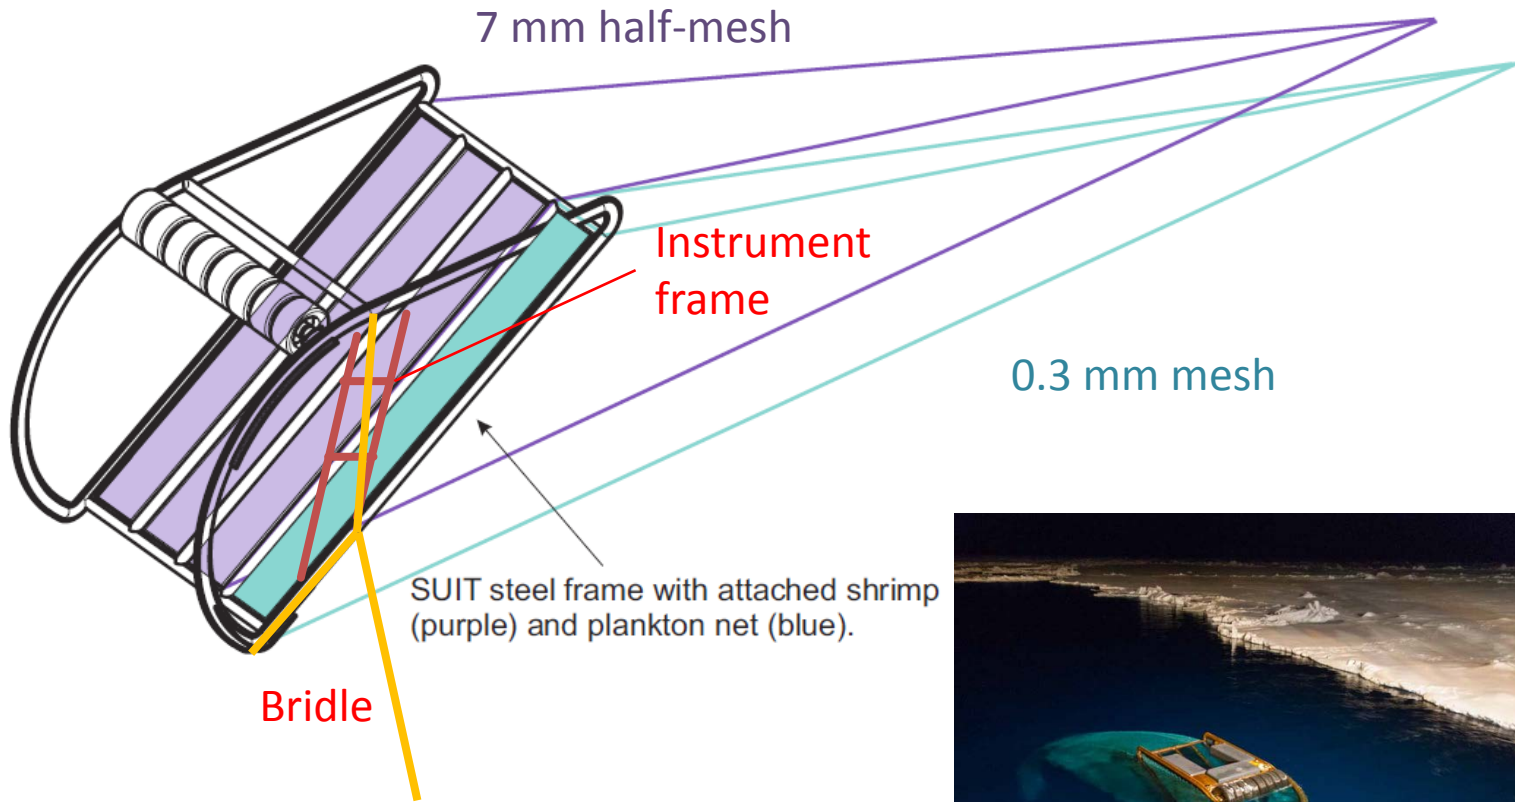 7 mm half-mesh
Instrument
frame
0.3 mm mesh
SUIT steel frame with attached shrimp
(purple) and plankton net (blue).
Bridle